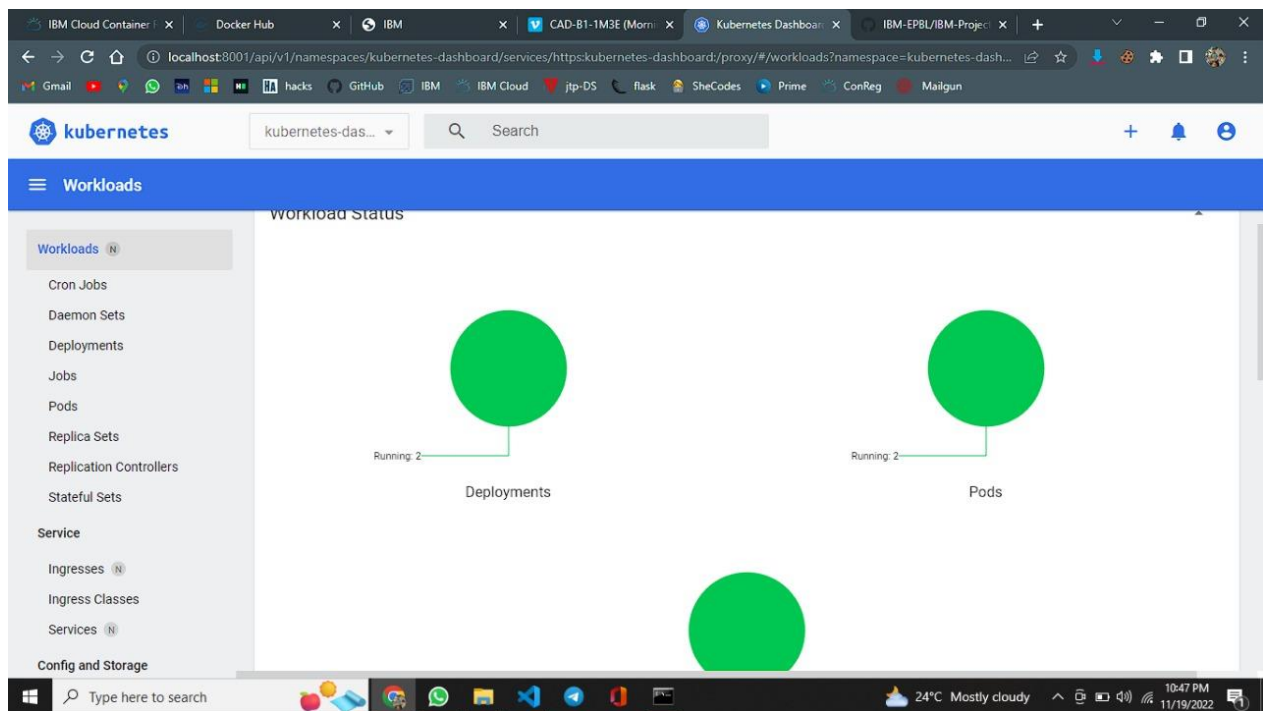 IBM Cloud Container
Docker Hub
IBM
CAD-B1-1M3E (Morni
Kubernetes Dashboar
IBM-EPBL/IBM-Project
localhost:8001/api/v1/namespaces/kubernetes-dashboard/services/https:kubernetes-dashboard:/proxy/#/workloads?namespace=kubernetes-dash...
Gmail
hacks
GitHub
IBM
IBM Cloud
jtp-DS
flask
SheCodes
Prime
ConReg
Mailgun
kubernetes
kubernetes-das...
Search
Workloads
Workload Status
Workloads N
Cron Jobs
Daemon Sets
Deployments
Jobs
Pods
Replica Sets
Replication Controllers
Stateful Sets
Service
Ingresses N
Ingress Classes
Services N
Config and Storage
Running: 2
Deployments
Running: 2
Pods
Type here to search
24°C Mostly cloudy
10:47 PM
11/19/2022